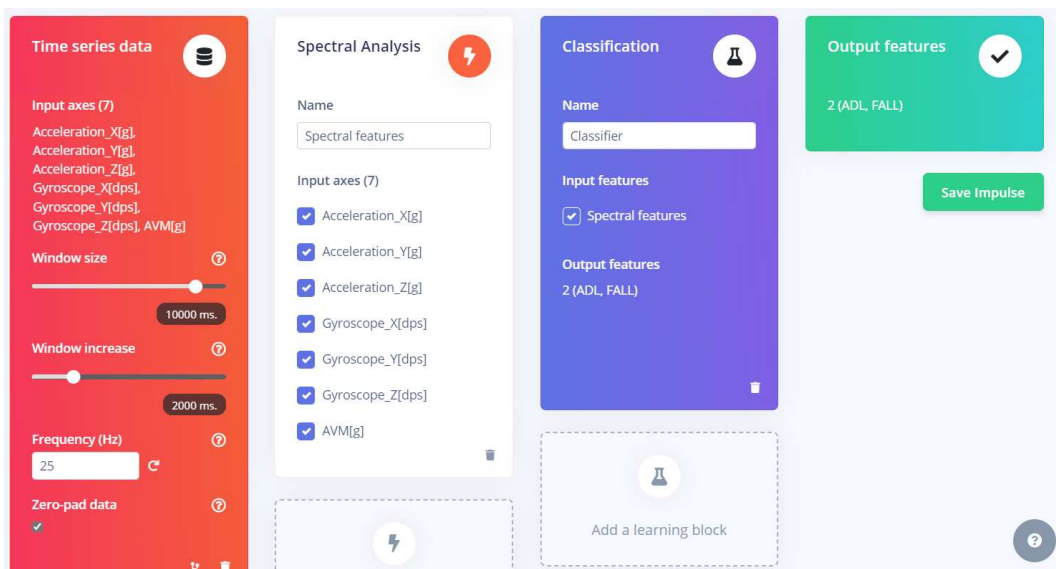 Time series data
Input axes (7)
Acceleration_X[g],
Acceleration_Y[g],
Acceleration_Z[g],
Gyroscope_X[dps],
Gyroscope_Y[dps],
Gyroscope_Z[dps], AVM[g]
Window size
10000 ms.
Window increase
2000 ms.
Frequency (Hz)
25
Zero-pad data
Spectral Analysis
Name
Spectral features
Input axes (7)
Acceleration_X[g]
Acceleration_Y[g]
Acceleration_Z[g]
Gyroscope_X[dps]
Gyroscope_Y[dps]
Gyroscope_Z[dps]
AVM[g]
Classification
Name
Classifier
Input features
Spectral features
Output features
2 (ADL, FALL)
Add a learning block
Output features
2 (ADL, FALL)
Save Impulse